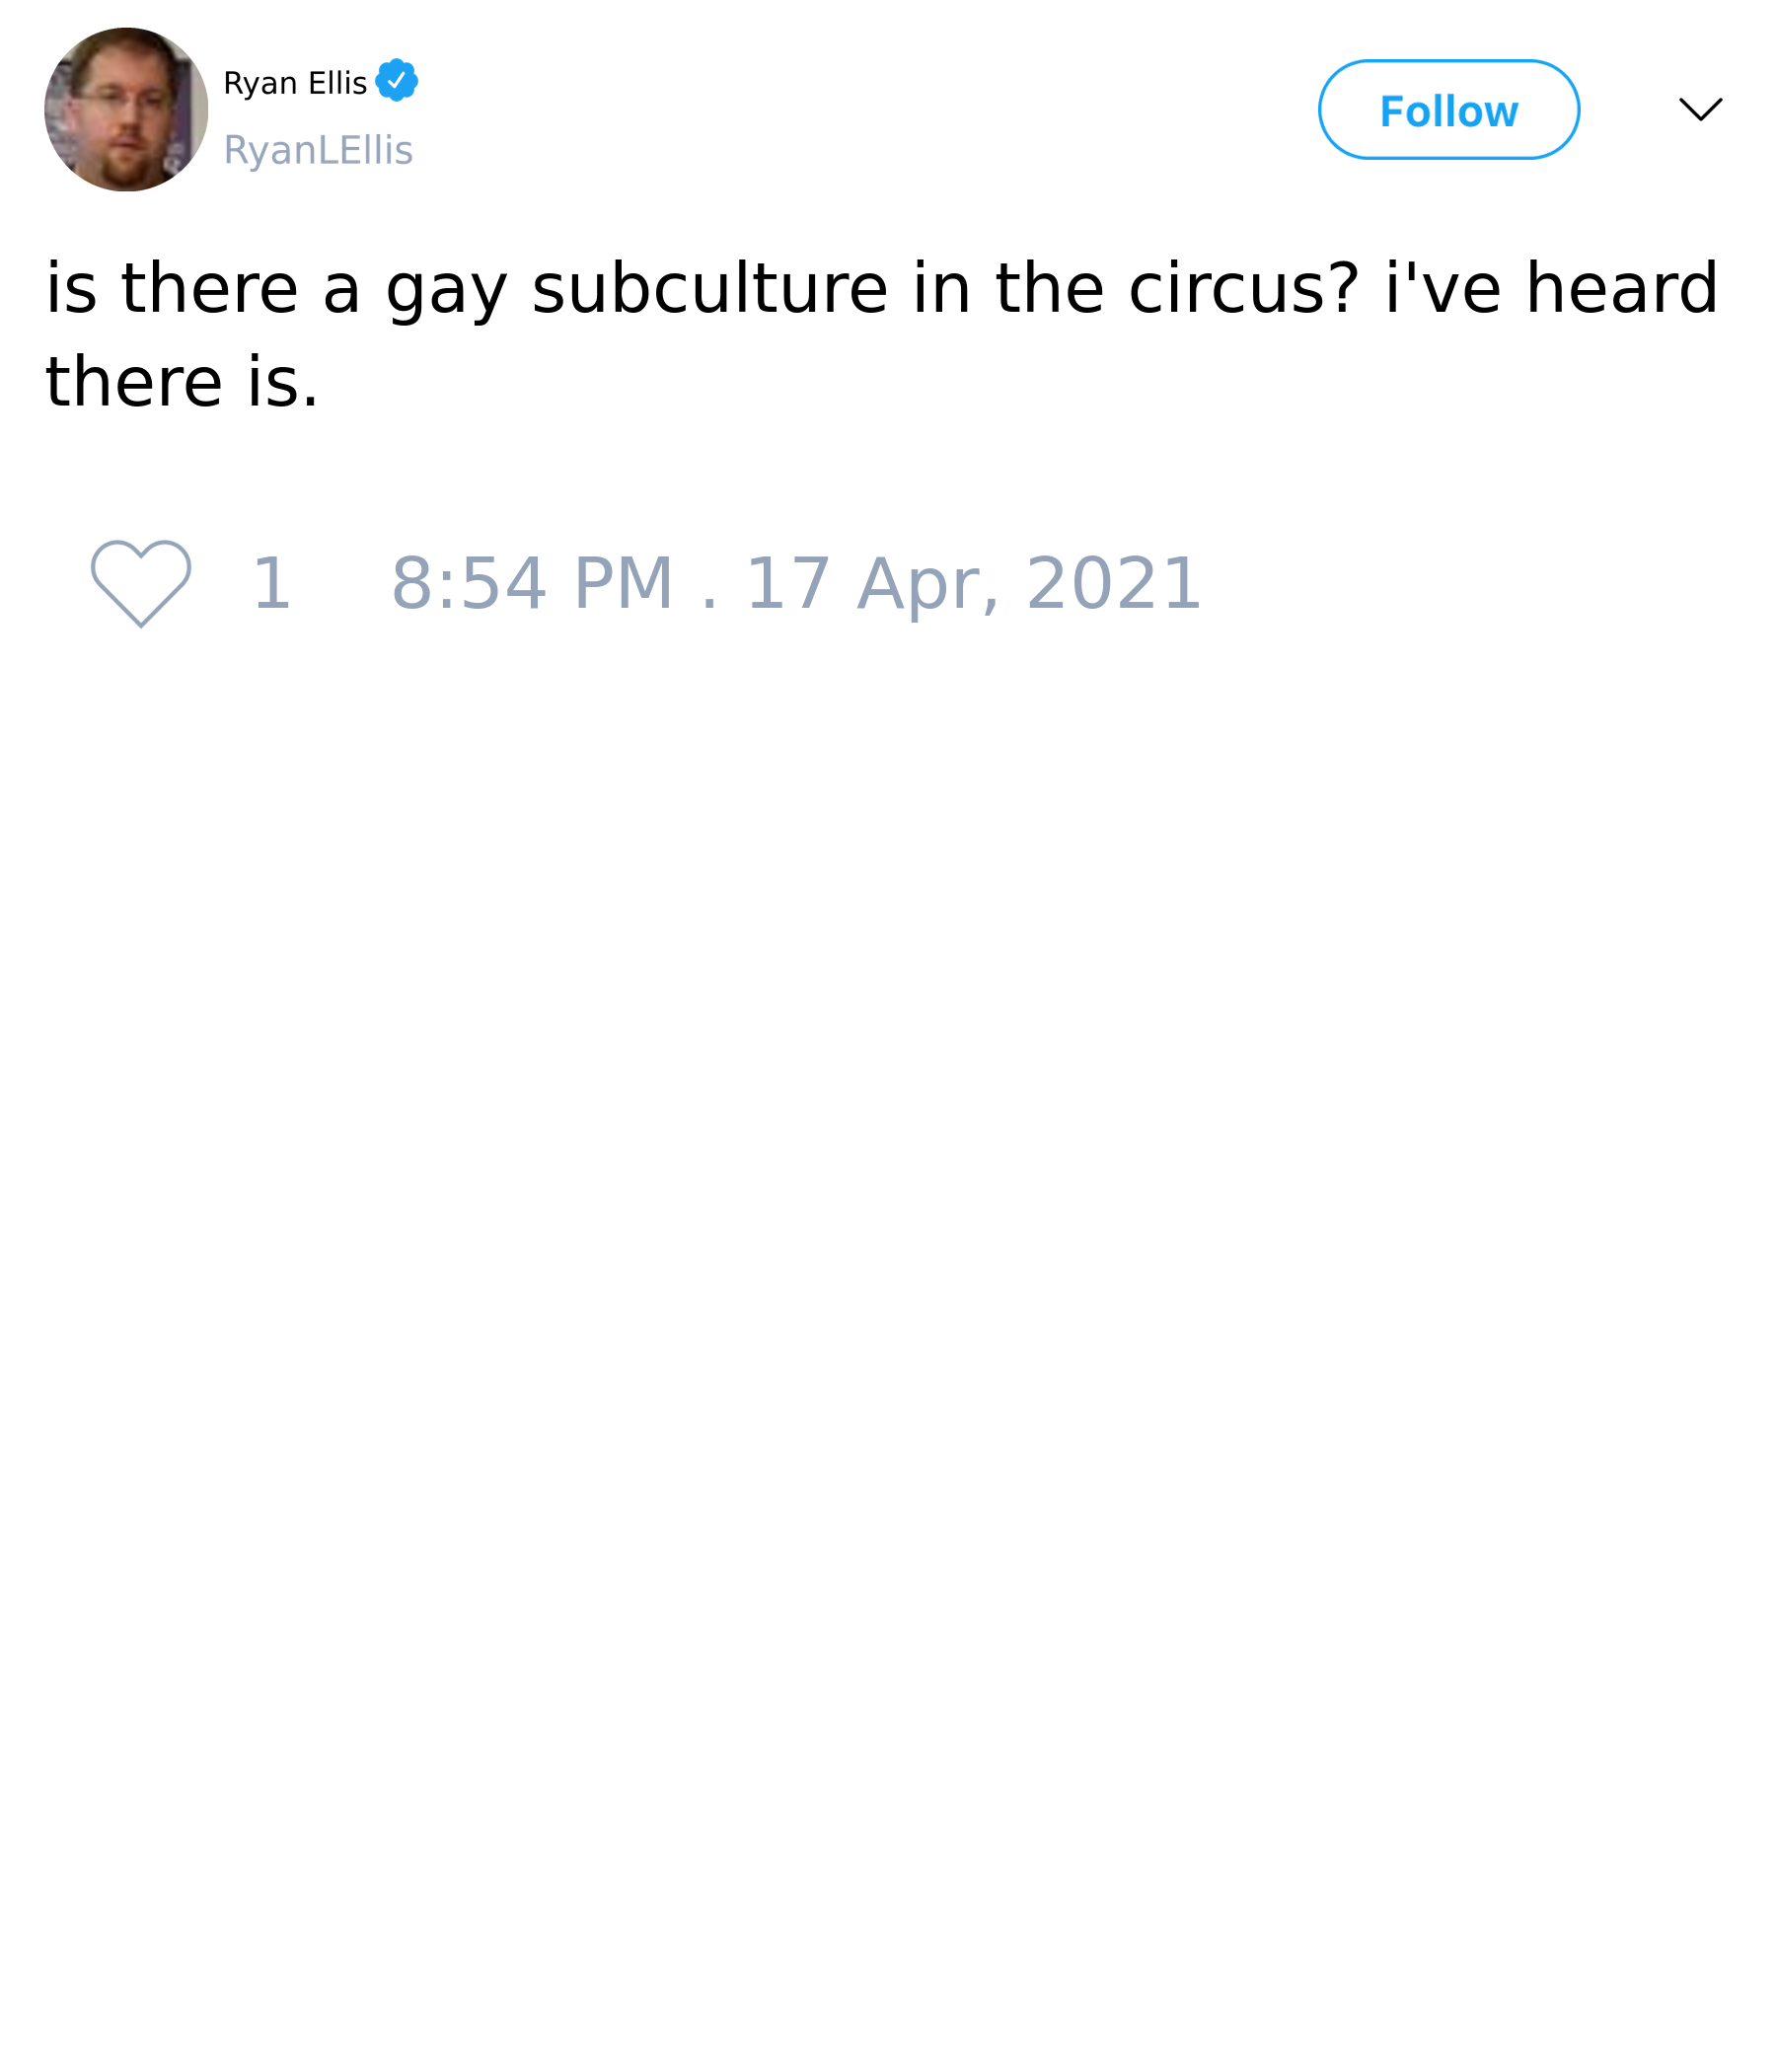 Ryan Ellis
RyanLEllis
Follow
is there a gay subculture in the circus? i've heard
there is.
1 8:54 PM . 17 Apr, 2021